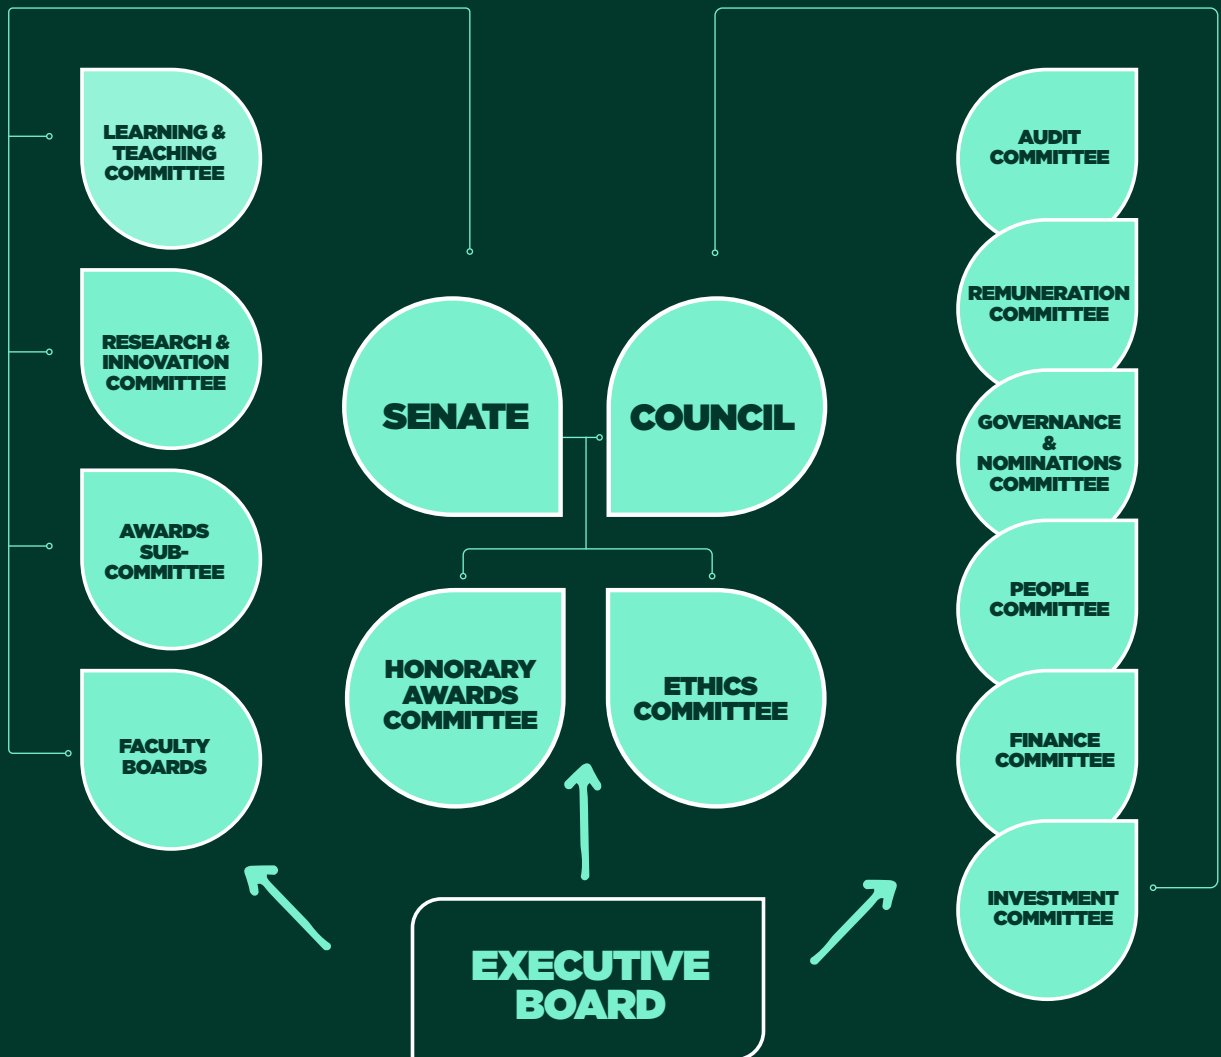 LEARNING &
TEACHING
COMMITTEE
RESEARCH &
INNOVATION
COMMITTEE
AWARDS
SUB-
COMMITTEE
FACULTY
BOARDS
SENATE
COUNCIL
HONORARY
AWARDS
COMMITTEE
ETHICS
COMMITTEE
AUDIT
COMMITTEE
REMUNERATION
COMMITTEE
GOVERNANCE
&
NOMINATIONS
COMMITTEE
PEOPLE
COMMITTEE
FINANCE
COMMITTEE
INVESTMENT
COMMITTEE
EXECUTIVE
BOARD